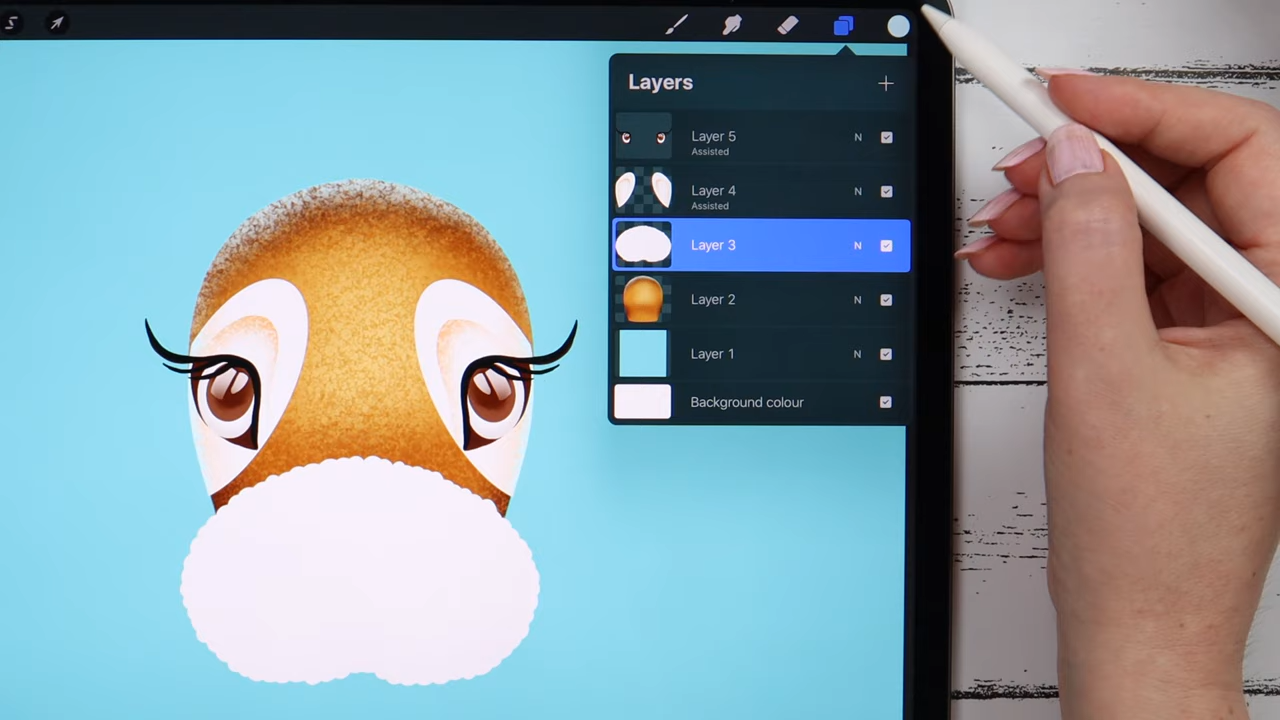 Layers
Layer 5
Assisted
N
Layer 4
Assisted
N
Layer 3
N
Layer 2
N
Layer 1
N
Background colour